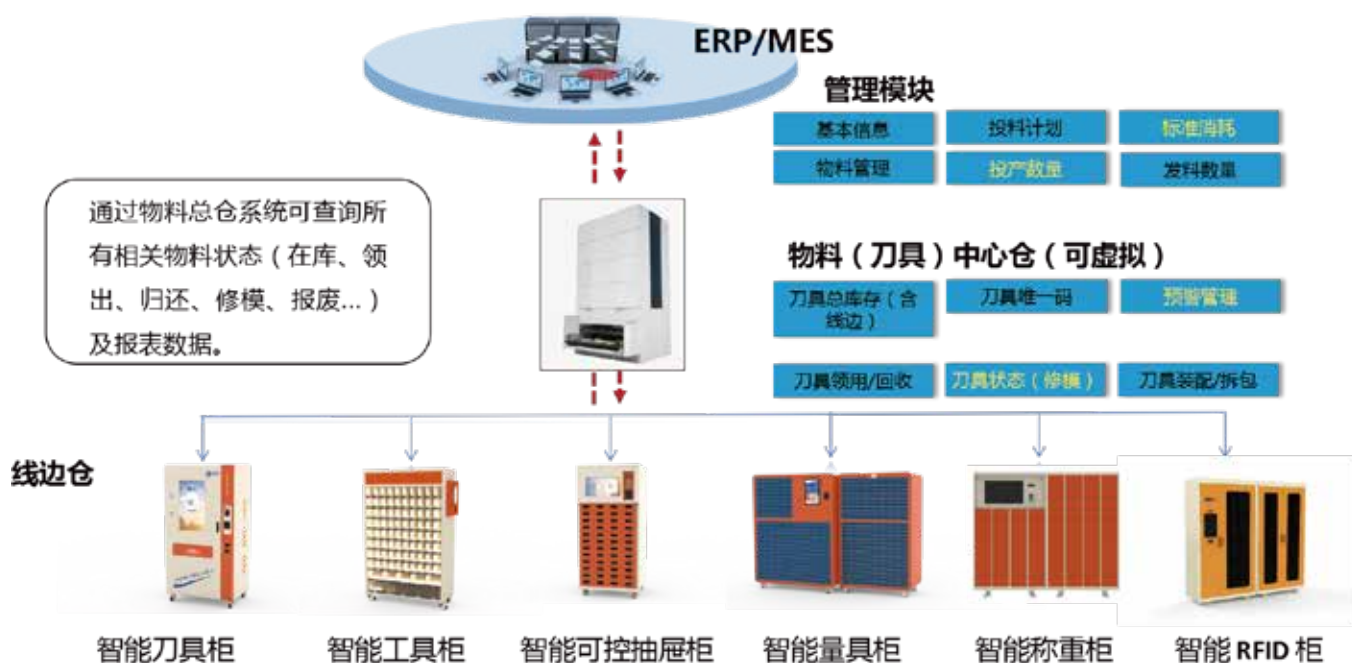 ERP/MES
管理模块
基本信息
投料计划
标准消耗
物料管理
投产数量
发料数量
通过物料总仓系统可查询所
有相关物料状态（在库、领
出、归还、修模、报废...）
及报表数据。
物料（刀具）中心仓（可虚拟）
刀具总库存（含
线边）
刀具唯一码
预警管理
刀具领用/回收
刀具状态（修模）
刀具装配/拆包
线边仓
智能刀具柜
智能工具柜
智能可控抽屉柜
智能量具柜
智能称重柜
智能 RFID 柜